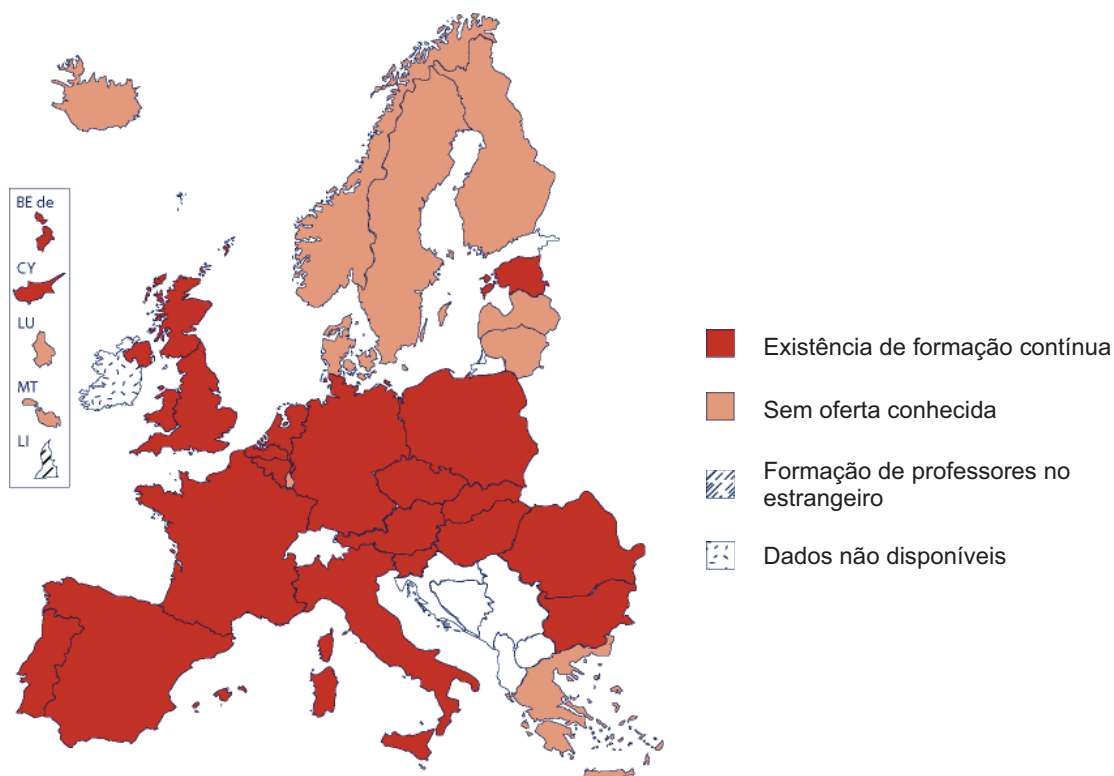 BE de
CY
LU
MT
LI
Existência de formação contínua
Sem oferta conhecida
Formação de professores no
estrangeiro
Dados não disponíveis